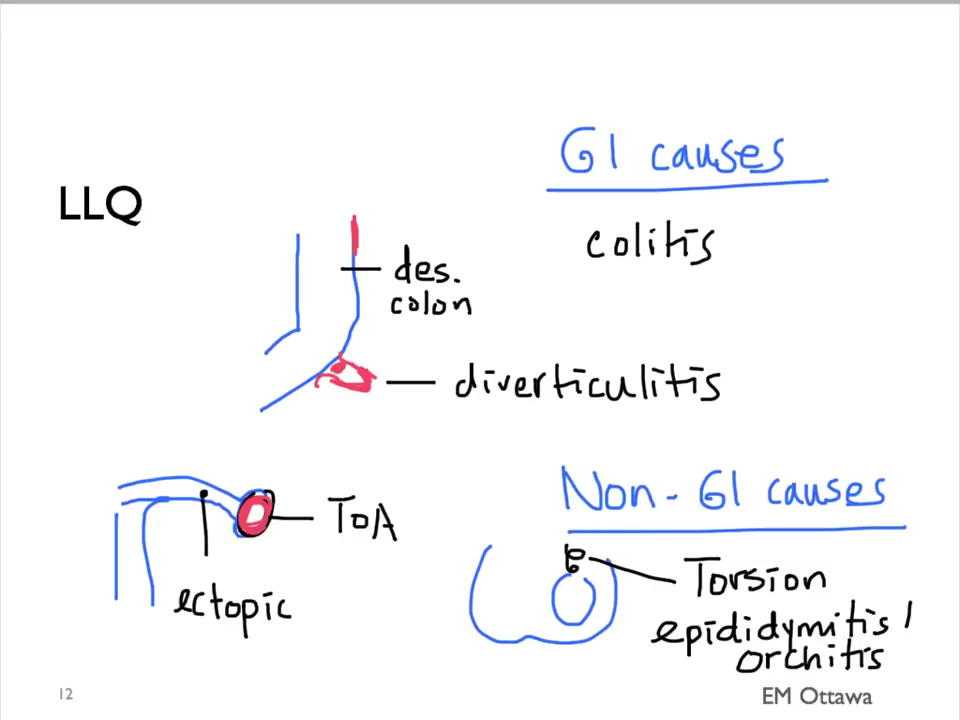 GI causes
LLQ
colitis
des.
colon
diverticulitis
Non-GI causes
TOA
Torsion
ectopic
epididymitis/
orchitis
12
EM Ottawa